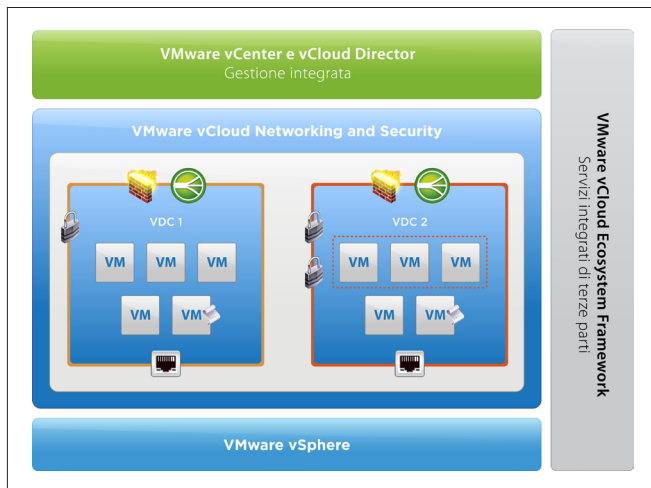 VMware vCenter e vCloud Director
Gestione integrata
VMware vCloud Networking and Security
VDC 1
VM VM VM
VM VM
VDC 2
VM VM VM
VM VM
VMware vSphere
VMware vCloud Ecosystem Framework
Servizi integrati di terze parti